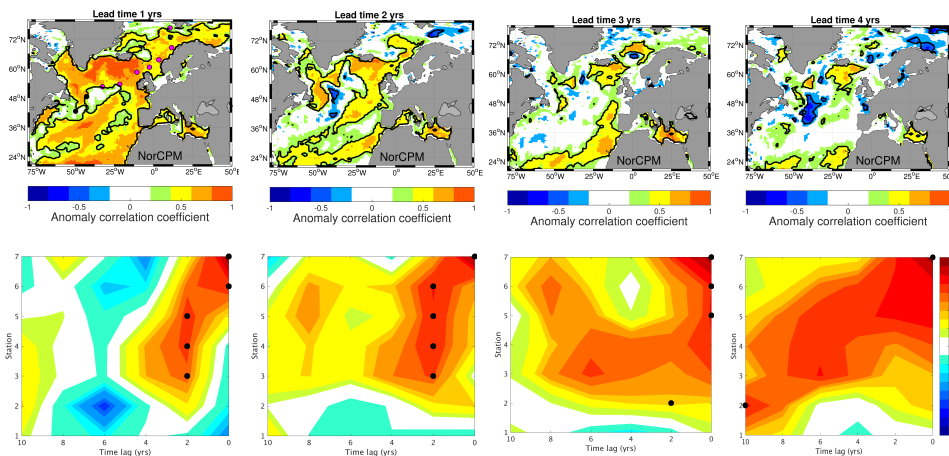 Lead time 1 yrs
Lead time 2 yrs
Lead time 3 yrs
Lead time 4 yrs
72°N
60°N
48°N
36°N
24°N
NorCPM
75°W 50°W 25°W 0° 25°E 50°E
72°N
60°N
48°N
36°N
24°N
NorCPM
75°W 50°W 25°W 0° 25°E 50°E
72°N
60°N
48°N
36°N
24°N
NorCPM
75°W 50°W 25°W 0° 25°E 50°E
72°N
60°N
48°N
36°N
24°N
NorCPM
75°W 50°W 25°W 0° 25°E 50°E
-1 -0.5 0 0.5 1
Anomaly correlation coefficient
-1 -0.5 0 0.5 1
Anomaly correlation coefficient
-1 -0.5 0 0.5 1
Anomaly correlation coefficient
-1 -0.5 0 0.5 1
Anomaly correlation coefficient
7
6
5
4
3
2
1
Station
10 8 6 4 2 0
Time lag (yrs)
7
6
5
4
3
2
1
Station
10 8 6 4 2 0
Time lag (yrs)
7
6
5
4
3
2
1
Station
10 8 6 4 2 0
Time lag (yrs)
7
6
5
4
3
2
1
Station
10 8 6 4 2 0
Time lag (yrs)